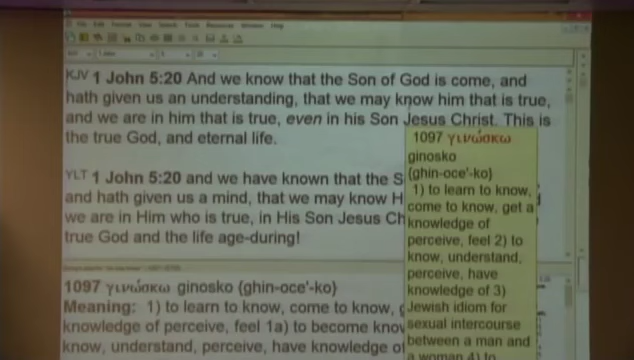 File Edit
KJV 1 John 5:20 And we know that the Son of God is come, and
hath given us an understanding, that we may know him that is true,
and we are in him that is true, even in his Son Jesus Christ. This is
the true God, and eternal life.
YLT 1 John 5:20 and we have known that the S
and hath given us a mind, that we may know H
we are in Him who is true, in His Son Jesus Ch
true God and the life age-during!
1097 γινώσκω
ginosko
{ghin-oce'-ko}
1) to learn to know,
come to know, get a
knowledge of
perceive, feel 2) to
know, understand,
perceive, have
knowledge of 3)
Jewish idiom for
sexual intercourse
between a man and
a woman 4) to
1097 γινώσκω ginosko {ghin-oce'-ko}
Meaning: 1) to learn to know, come to know,
knowledge of perceive, feel 1a) to become know
know, understand, perceive, have knowledge of